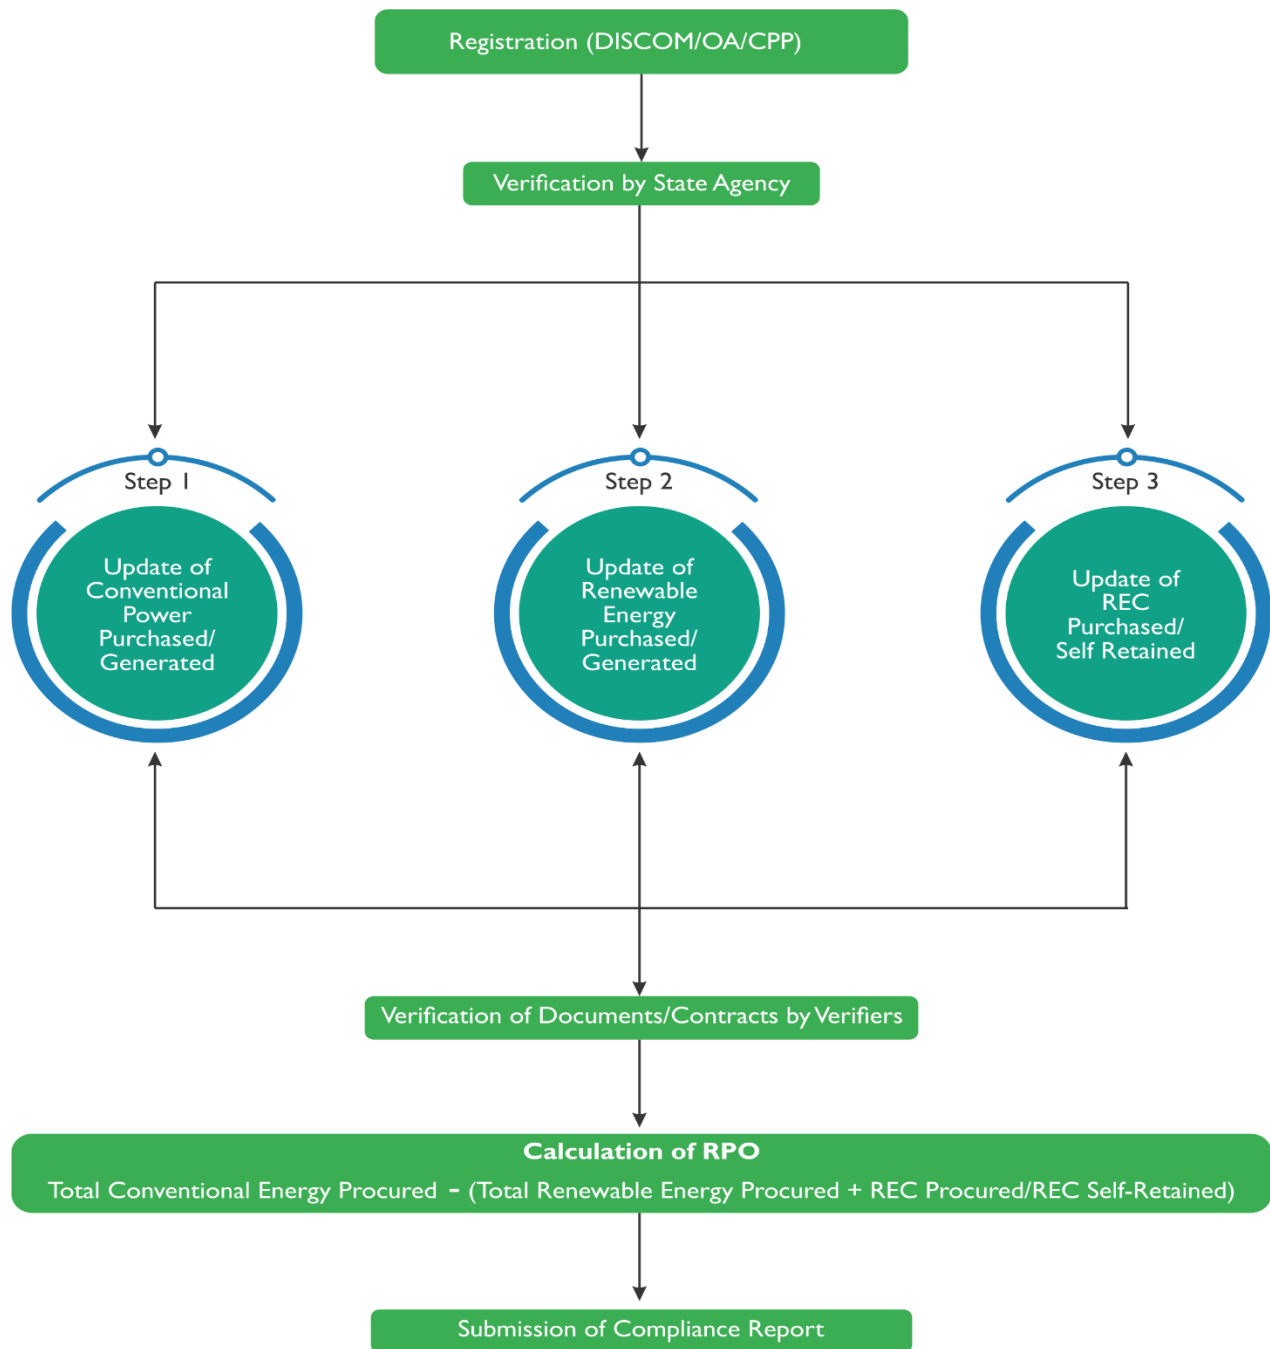 Registration (DISCOM/OA/CPP)
Verification by State Agency
Step 1
Update of
Conventional
Power
Purchased/
Generated
Step 2
Update of
Renewable
Energy
Purchased/
Generated
Step 3
Update of
REC
Purchased/
Self Retained
Verification of Documents/Contracts by Verifiers
Calculation of RPO
Total Conventional Energy Procured - (Total Renewable Energy Procured + REC Procured/REC Self-Retained)
Submission of Compliance Report